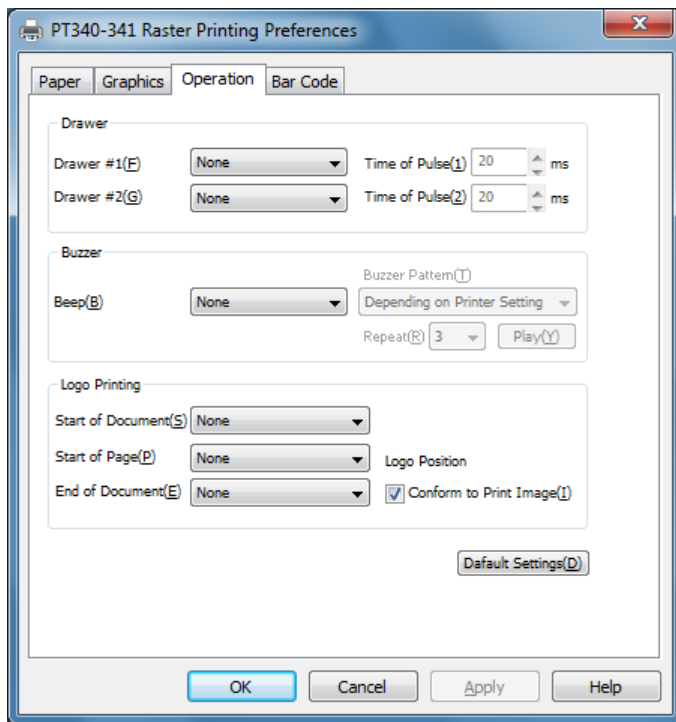 PT340-341 Raster Printing Preferences
Paper Graphics Operation Bar Code
Drawer
Drawer #1(F) None Time of Pulse(1) 20 ms
Drawer #2(G) None Time of Pulse(2) 20 ms
Buzzer
Buzzer Pattern(T)
Beep(B) None Depending on Printer Setting
Repeat(R) 3 Play(Y)
Logo Printing
Start of Document(S) None
Start of Page(P) None Logo Position
End of Document(E) None Conform to Print Image(I)
Dafault Settings(D)
OK Cancel Apply Help